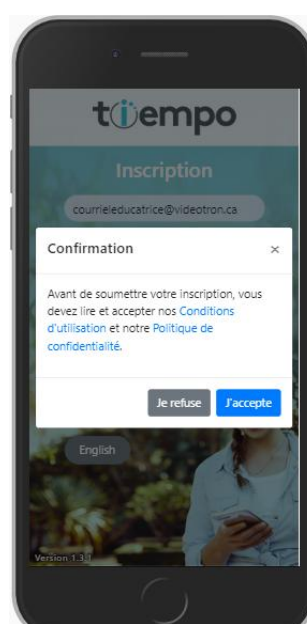 tiempo
Inscription
courrieleducatrice@videotron.ca
Confirmation ×
Avant de soumettre votre inscription, vous
devez lire et accepter nos Conditions
d'utilisation et notre Politique de
confidentialité.
Je refuse J'accepte
English
Version 1.3.1